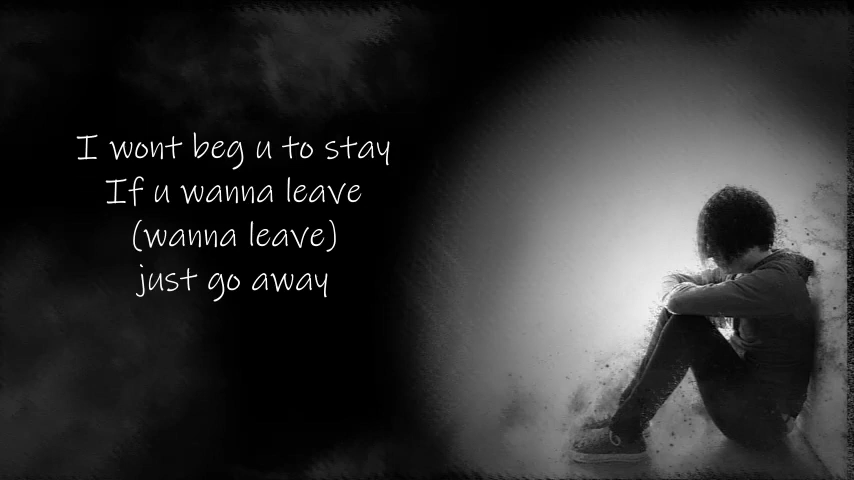 I wont beg u to stay
If u wanna leave
(wanna leave)
just go away